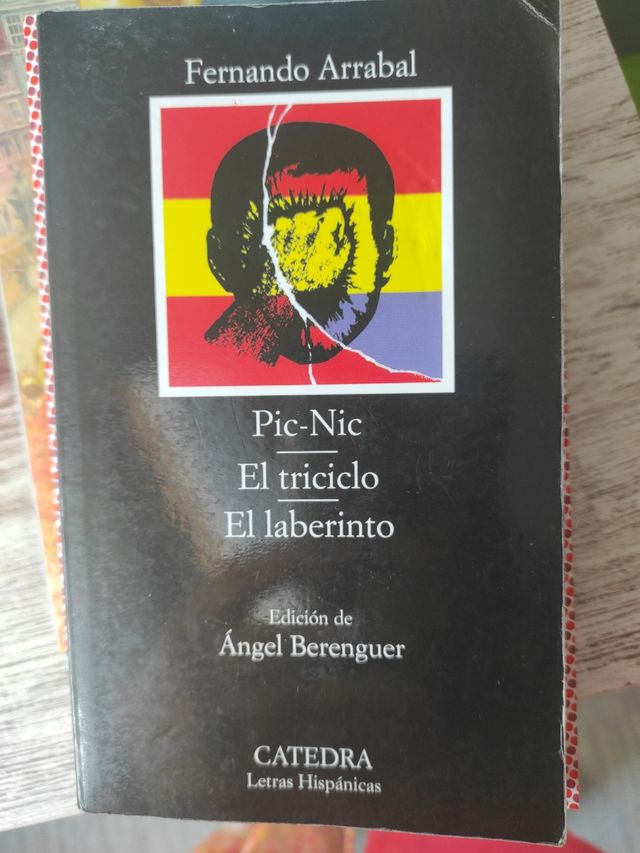 Fernando Arrabal
Pic-Nic
El triciclo
El laberinto
Edición de
Ángel Berenguer
CATEDRA
Letras Hispánicas